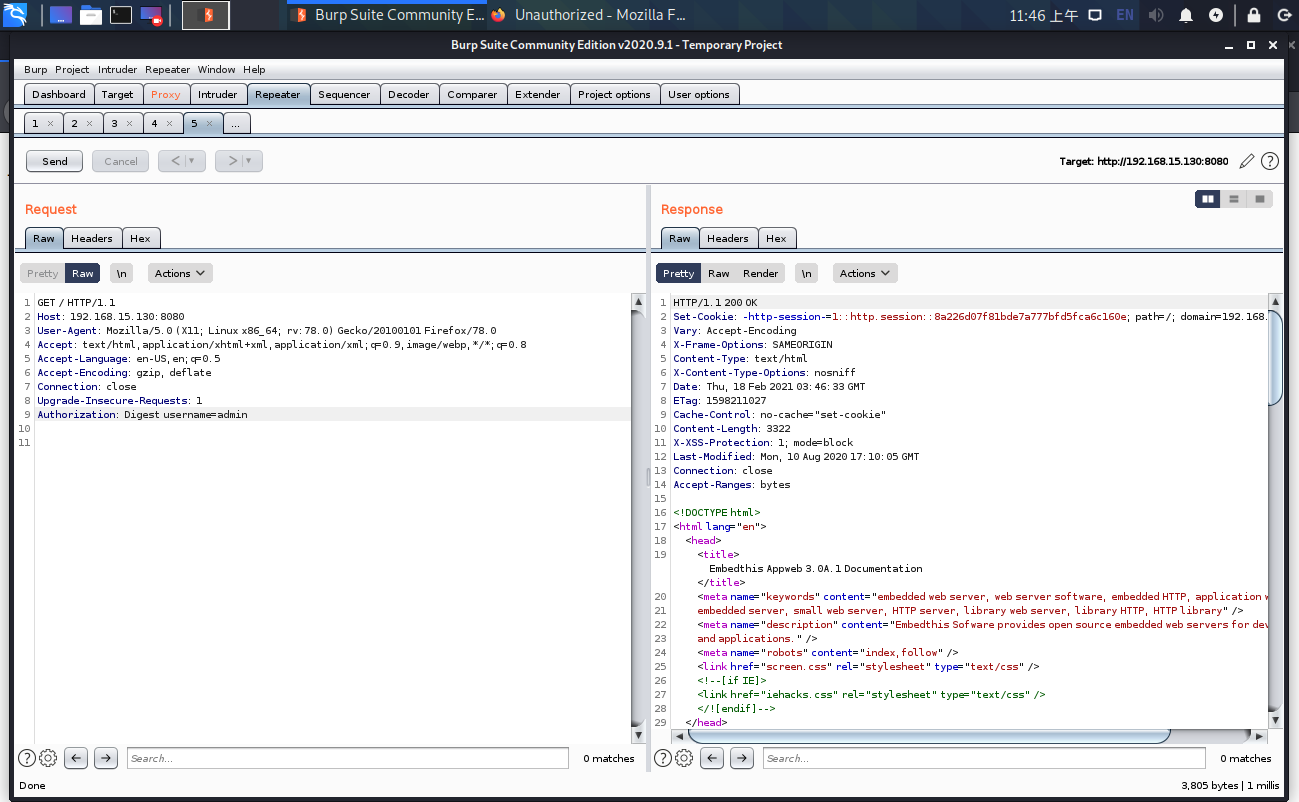 Burp Suite Community E...
Unauthorized - Mozilla F...
11:46 上午
EN
Burp Suite Community Edition v2020.9.1 - Temporary Project
Burp Project Intruder Repeater Window Help
Dashboard Target Proxy Intruder Repeater Sequencer Decoder Comparer Extender Project options User options
1 × 2 × 3 × 4 × 5 × ...
Send Cancel < >
Target: http://192.168.15.130:8080
Request
Raw Headers Hex
Pretty Raw \n Actions
1 GET / HTTP/1.1
2 Host: 192.168.15.130:8080
3 User-Agent: Mozilla/5.0 (X11; Linux x86_64; rv:78.0) Gecko/20100101 Firefox/78.0
4 Accept: text/html,application/xhtml+xml,application/xml;q=0.9,image/webp,*/*;q=0.8
5 Accept-Language: en-US,en;q=0.5
6 Accept-Encoding: gzip, deflate
7 Connection: close
8 Upgrade-Insecure-Requests: 1
9 Authorization: Digest username=admin
10
11
Search...
0 matches
Response
Raw Headers Hex
Pretty Raw Render \n Actions
1 HTTP/1.1 200 OK
2 Set-Cookie: -http-session-=1::http.session::8a226d07f81bde7a777bfd5fca6c160e; path=/; domain=192.168.
3 Vary: Accept-Encoding
4 X-Frame-Options: SAMEORIGIN
5 Content-Type: text/html
6 X-Content-Type-Options: nosniff
7 Date: Thu, 18 Feb 2021 03:46:33 GMT
8 ETag: 1598211027
9 Cache-Control: no-cache="set-cookie"
10 Content-Length: 3322
11 X-XSS-Protection: 1; mode=block
12 Last-Modified: Mon, 10 Aug 2020 17:10:05 GMT
13 Connection: close
14 Accept-Ranges: bytes
15
16 <!DOCTYPE html>
17 <html lang="en">
18 <head>
19 <title>
Embedthis Appweb 3.0A.1 Documentation
</title>
20 <meta name="keywords" content="embedded web server, web server software, embedded HTTP, application w
21 embedded server, small web server, HTTP server, library web server, library HTTP, HTTP library" />
22 <meta name="description" content="Embedthis Sofware provides open source embedded web servers for dev
23 and applications." />
24 <meta name="robots" content="index,follow" />
25 <link href="screen.css" rel="stylesheet" type="text/css" />
26 <!--[if IE]>
27 <link href="iehacks.css" rel="stylesheet" type="text/css" />
28 </![endif]-->
29 </head>
Search...
0 matches
Done
3,805 bytes | 1 millis